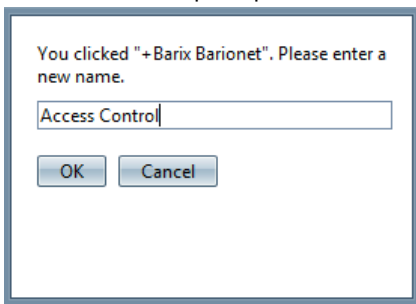 You clicked "+Barix Barionet". Please enter a
new name.
Access Control
OK Cancel